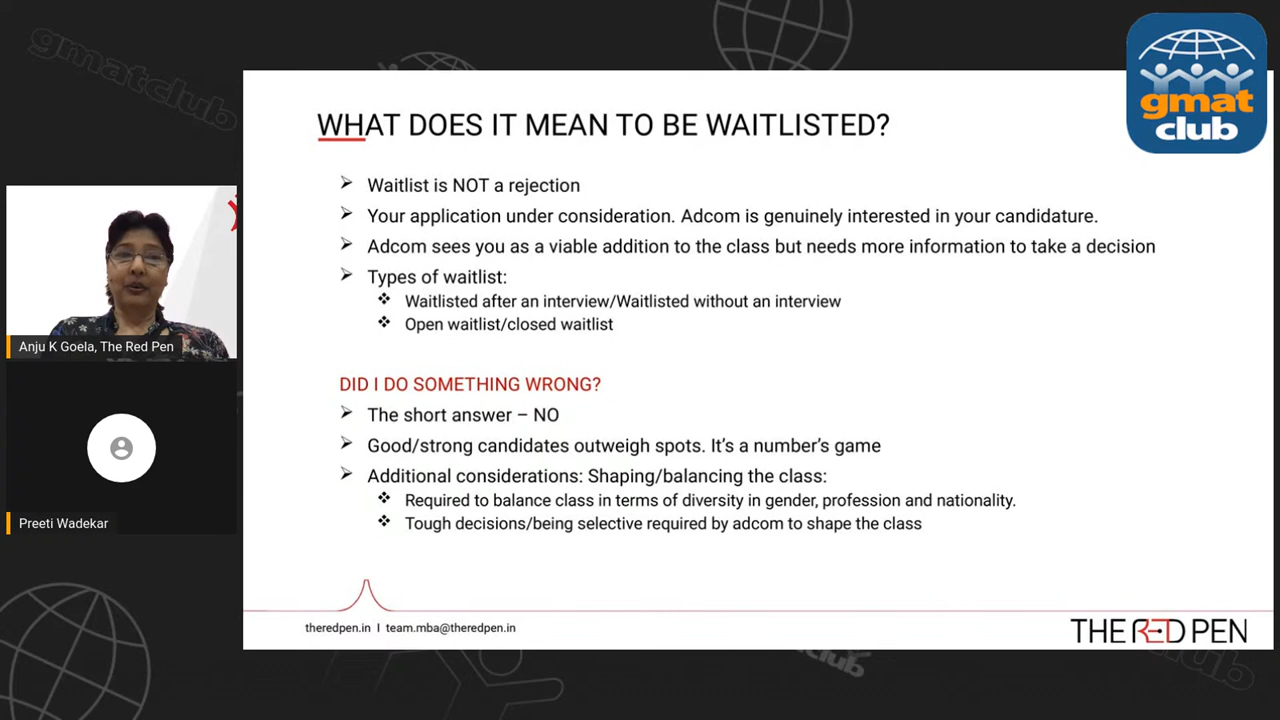 gmatclub
gmat
club
WHAT DOES IT MEAN TO BE WAITLISTED?
Waitlist is NOT a rejection
Your application under consideration. Adcom is genuinely interested in your candidature.
Adcom sees you as a viable addition to the class but needs more information to take a decision
Types of waitlist:
Waitlisted after an interview/Waitlisted without an interview
Open waitlist/closed waitlist
Anju K Goela, The Red Pen
DID I DO SOMETHING WRONG?
The short answer – NO
Good/strong candidates outweigh spots. It's a number's game
Additional considerations: Shaping/balancing the class:
Required to balance class in terms of diversity in gender, profession and nationality.
Tough decisions/being selective required by adcom to shape the class
Preeti Wadekar
theredpen.in I team.mba@theredpen.in
THE RED PEN
club